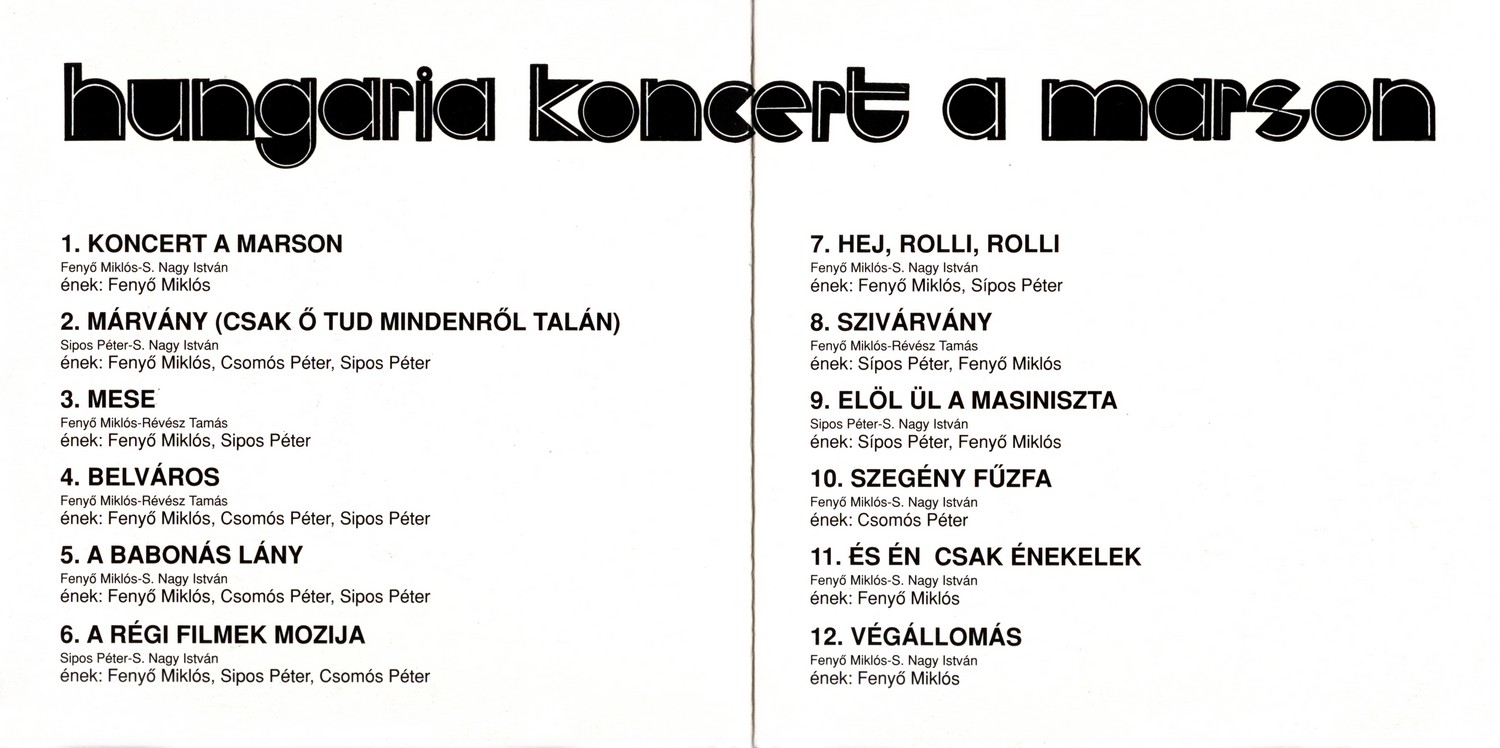 hungaria koncert a marson
1. KONCERT A MARSON
Fenyő Miklós-S. Nagy István
ének: Fenyő Miklós
2. MÁRVÁNY (CSAK Ő TUD MINDENRŐL TALÁN)
Sipos Péter-S. Nagy István
ének: Fenyő Miklós, Csomós Péter, Sipos Péter
3. MESE
Fenyő Miklós-Révész Tamás
ének: Fenyő Miklós, Sipos Péter
4. BELVÁROS
Fenyő Miklós-Révész Tamás
ének: Fenyő Miklós, Csomós Péter, Sipos Péter
5. A BABONÁS LÁNY
Fenyő Miklós-S. Nagy István
ének: Fenyő Miklós, Csomós Péter, Sipos Péter
6. A RÉGI FILMEK MOZIJA
Sipos Péter-S. Nagy István
ének: Fenyő Miklós, Sipos Péter, Csomós Péter
7. HEJ, ROLLI, ROLLI
Fenyő Miklós-S. Nagy István
ének: Fenyő Miklós, Sípos Péter
8. SZIVÁRVÁNY
Fenyő Miklós-Révész Tamás
ének: Sípos Péter, Fenyő Miklós
9. ELÖL ÜL A MASINISZTA
Sipos Péter-S. Nagy István
ének: Sípos Péter, Fenyő Miklós
10. SZEGÉNY FŰZFA
Fenyő Miklós-S. Nagy István
ének: Csomós Péter
11. ÉS ÉN CSAK ÉNEKELEK
Fenyő Miklós-S. Nagy István
ének: Fenyő Miklós
12. VÉGÁLLOMÁS
Fenyő Miklós-S. Nagy István
ének: Fenyő Miklós